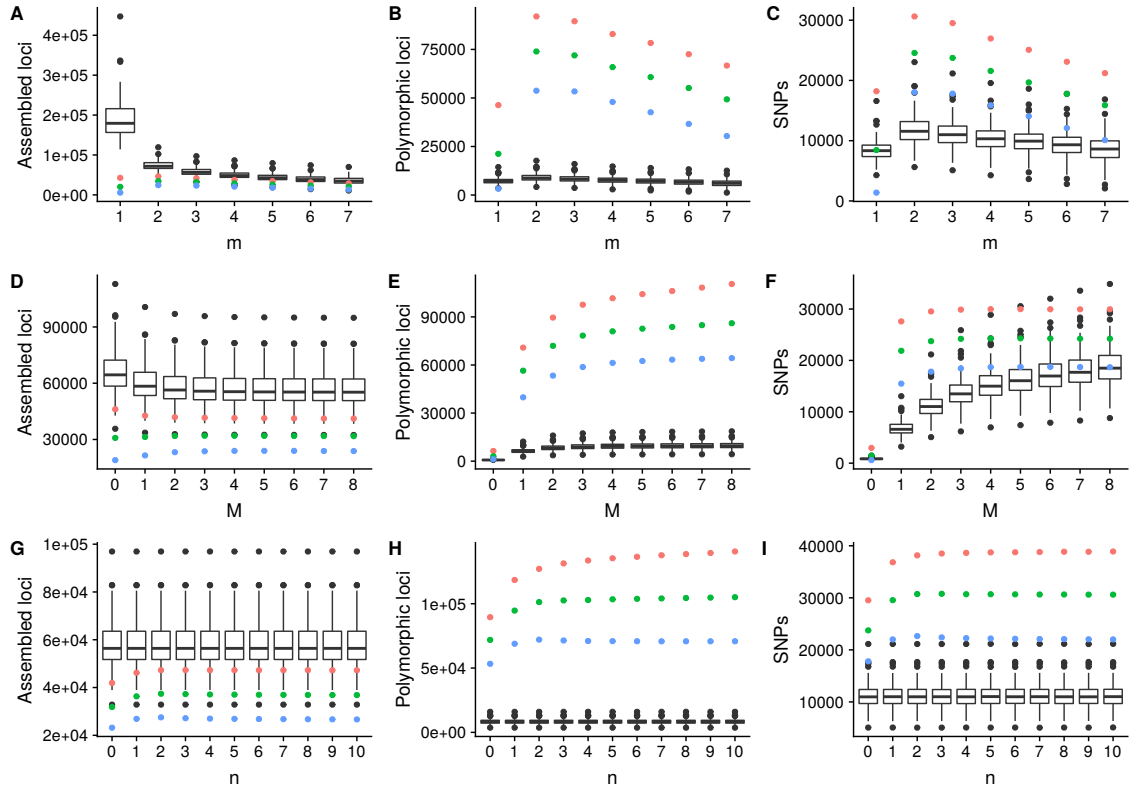 A
Assembled loci
4e+05
3e+05
2e+05
1e+05
0e+00
1 2 3 4 5 6 7
m
B
Polymorphic loci
75000
50000
25000
0
1 2 3 4 5 6 7
m
C
SNPs
30000
20000
10000
0
1 2 3 4 5 6 7
m
D
Assembled loci
90000
60000
30000
0 1 2 3 4 5 6 7 8
M
E
Polymorphic loci
90000
60000
30000
0
0 1 2 3 4 5 6 7 8
M
F
SNPs
30000
20000
10000
0
0 1 2 3 4 5 6 7 8
M
G
Assembled loci
1e+05
8e+04
6e+04
4e+04
2e+04
0 1 2 3 4 5 6 7 8 9 10
n
H
Polymorphic loci
1e+05
5e+04
0e+00
0 1 2 3 4 5 6 7 8 9 10
n
I
SNPs
40000
30000
20000
10000
0 1 2 3 4 5 6 7 8 9 10
n